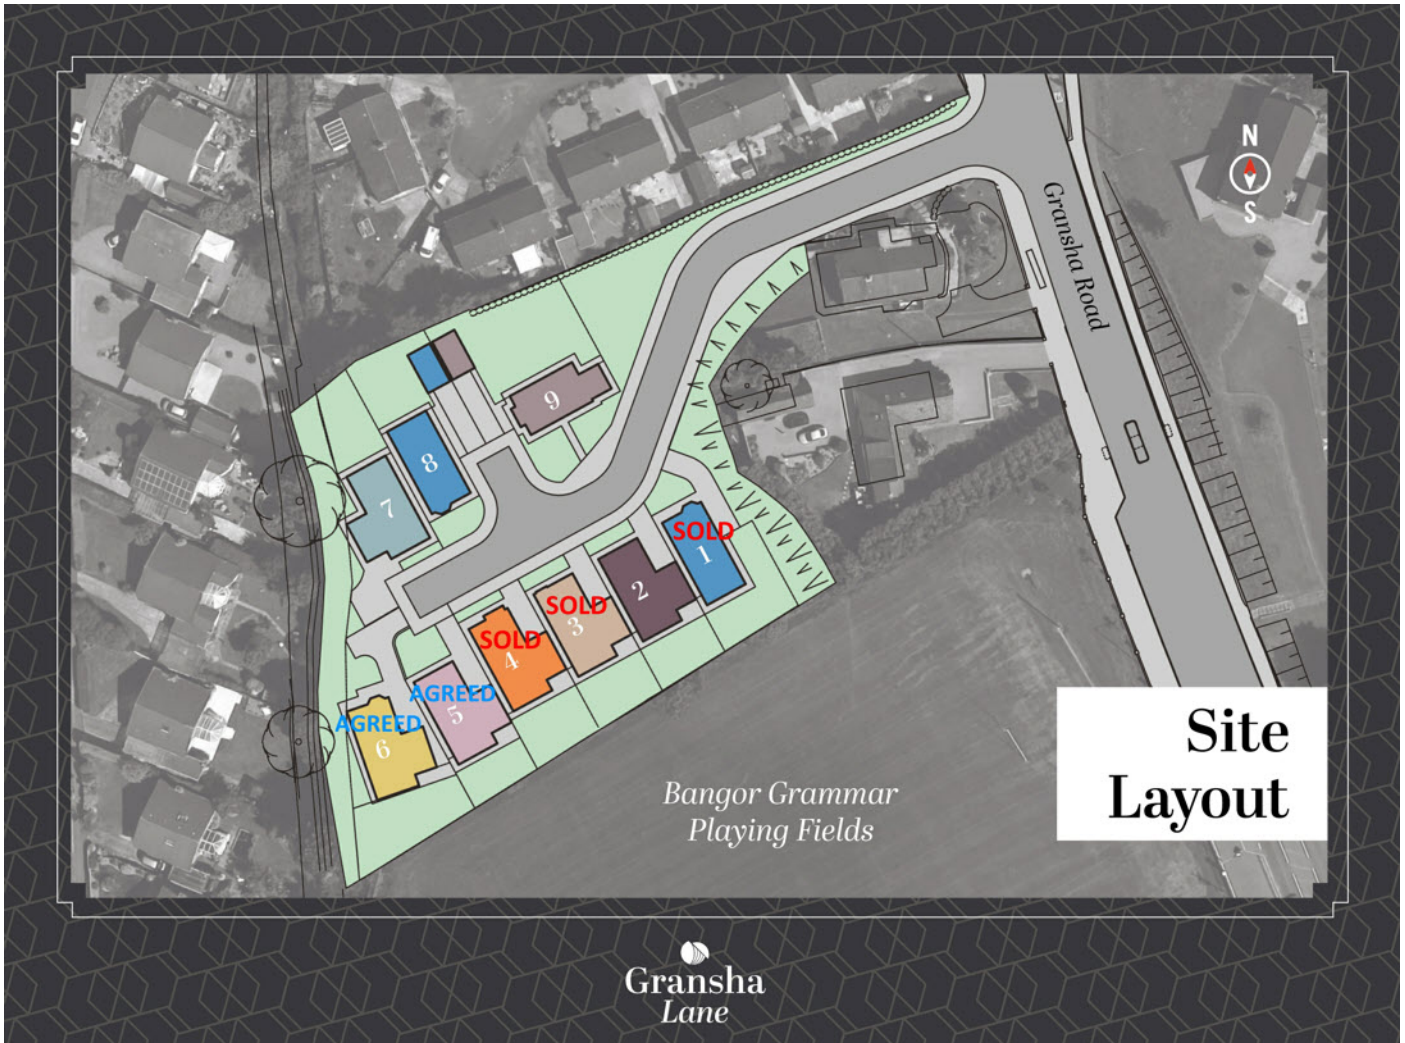 N
S
Gransha Road
9
8
7
SOLD
1
2
SOLD
3
SOLD
4
AGREED
5
AGREED
6
Site
Layout
Bangor Grammar
Playing Fields
Gransha
Lane